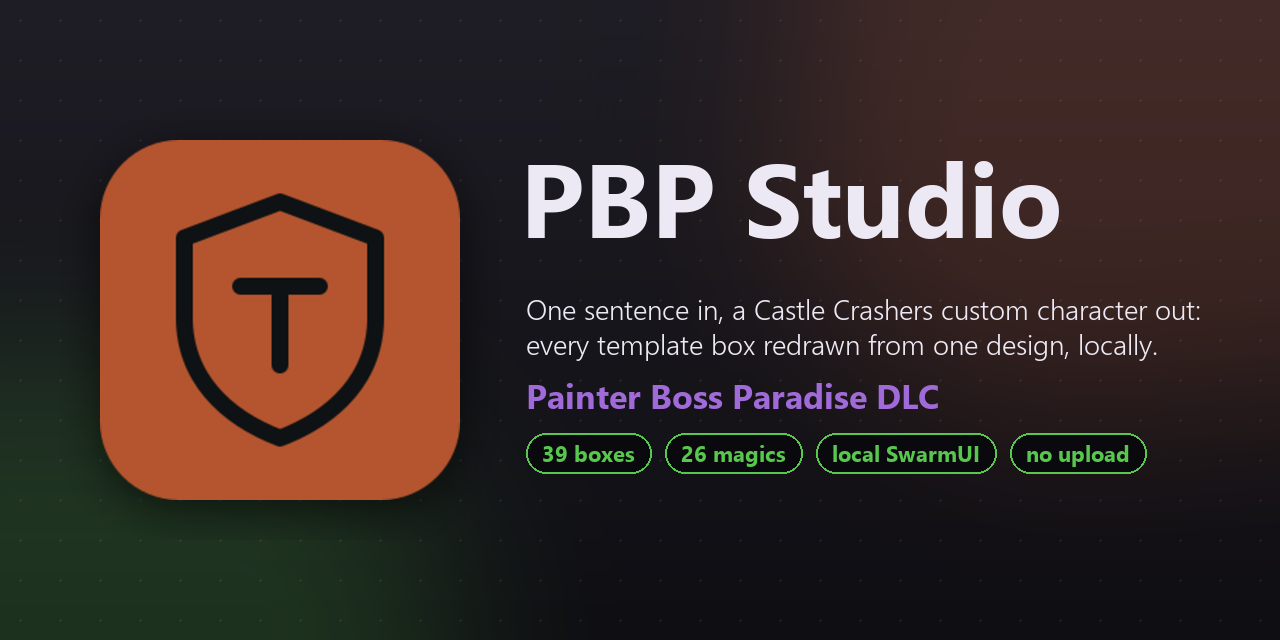 T
PBP Studio
One sentence in, a Castle Crashers custom character out:
every template box redrawn from one design, locally.
Painter Boss Paradise DLC
39 boxes
26 magics
local SwarmUI
no upload